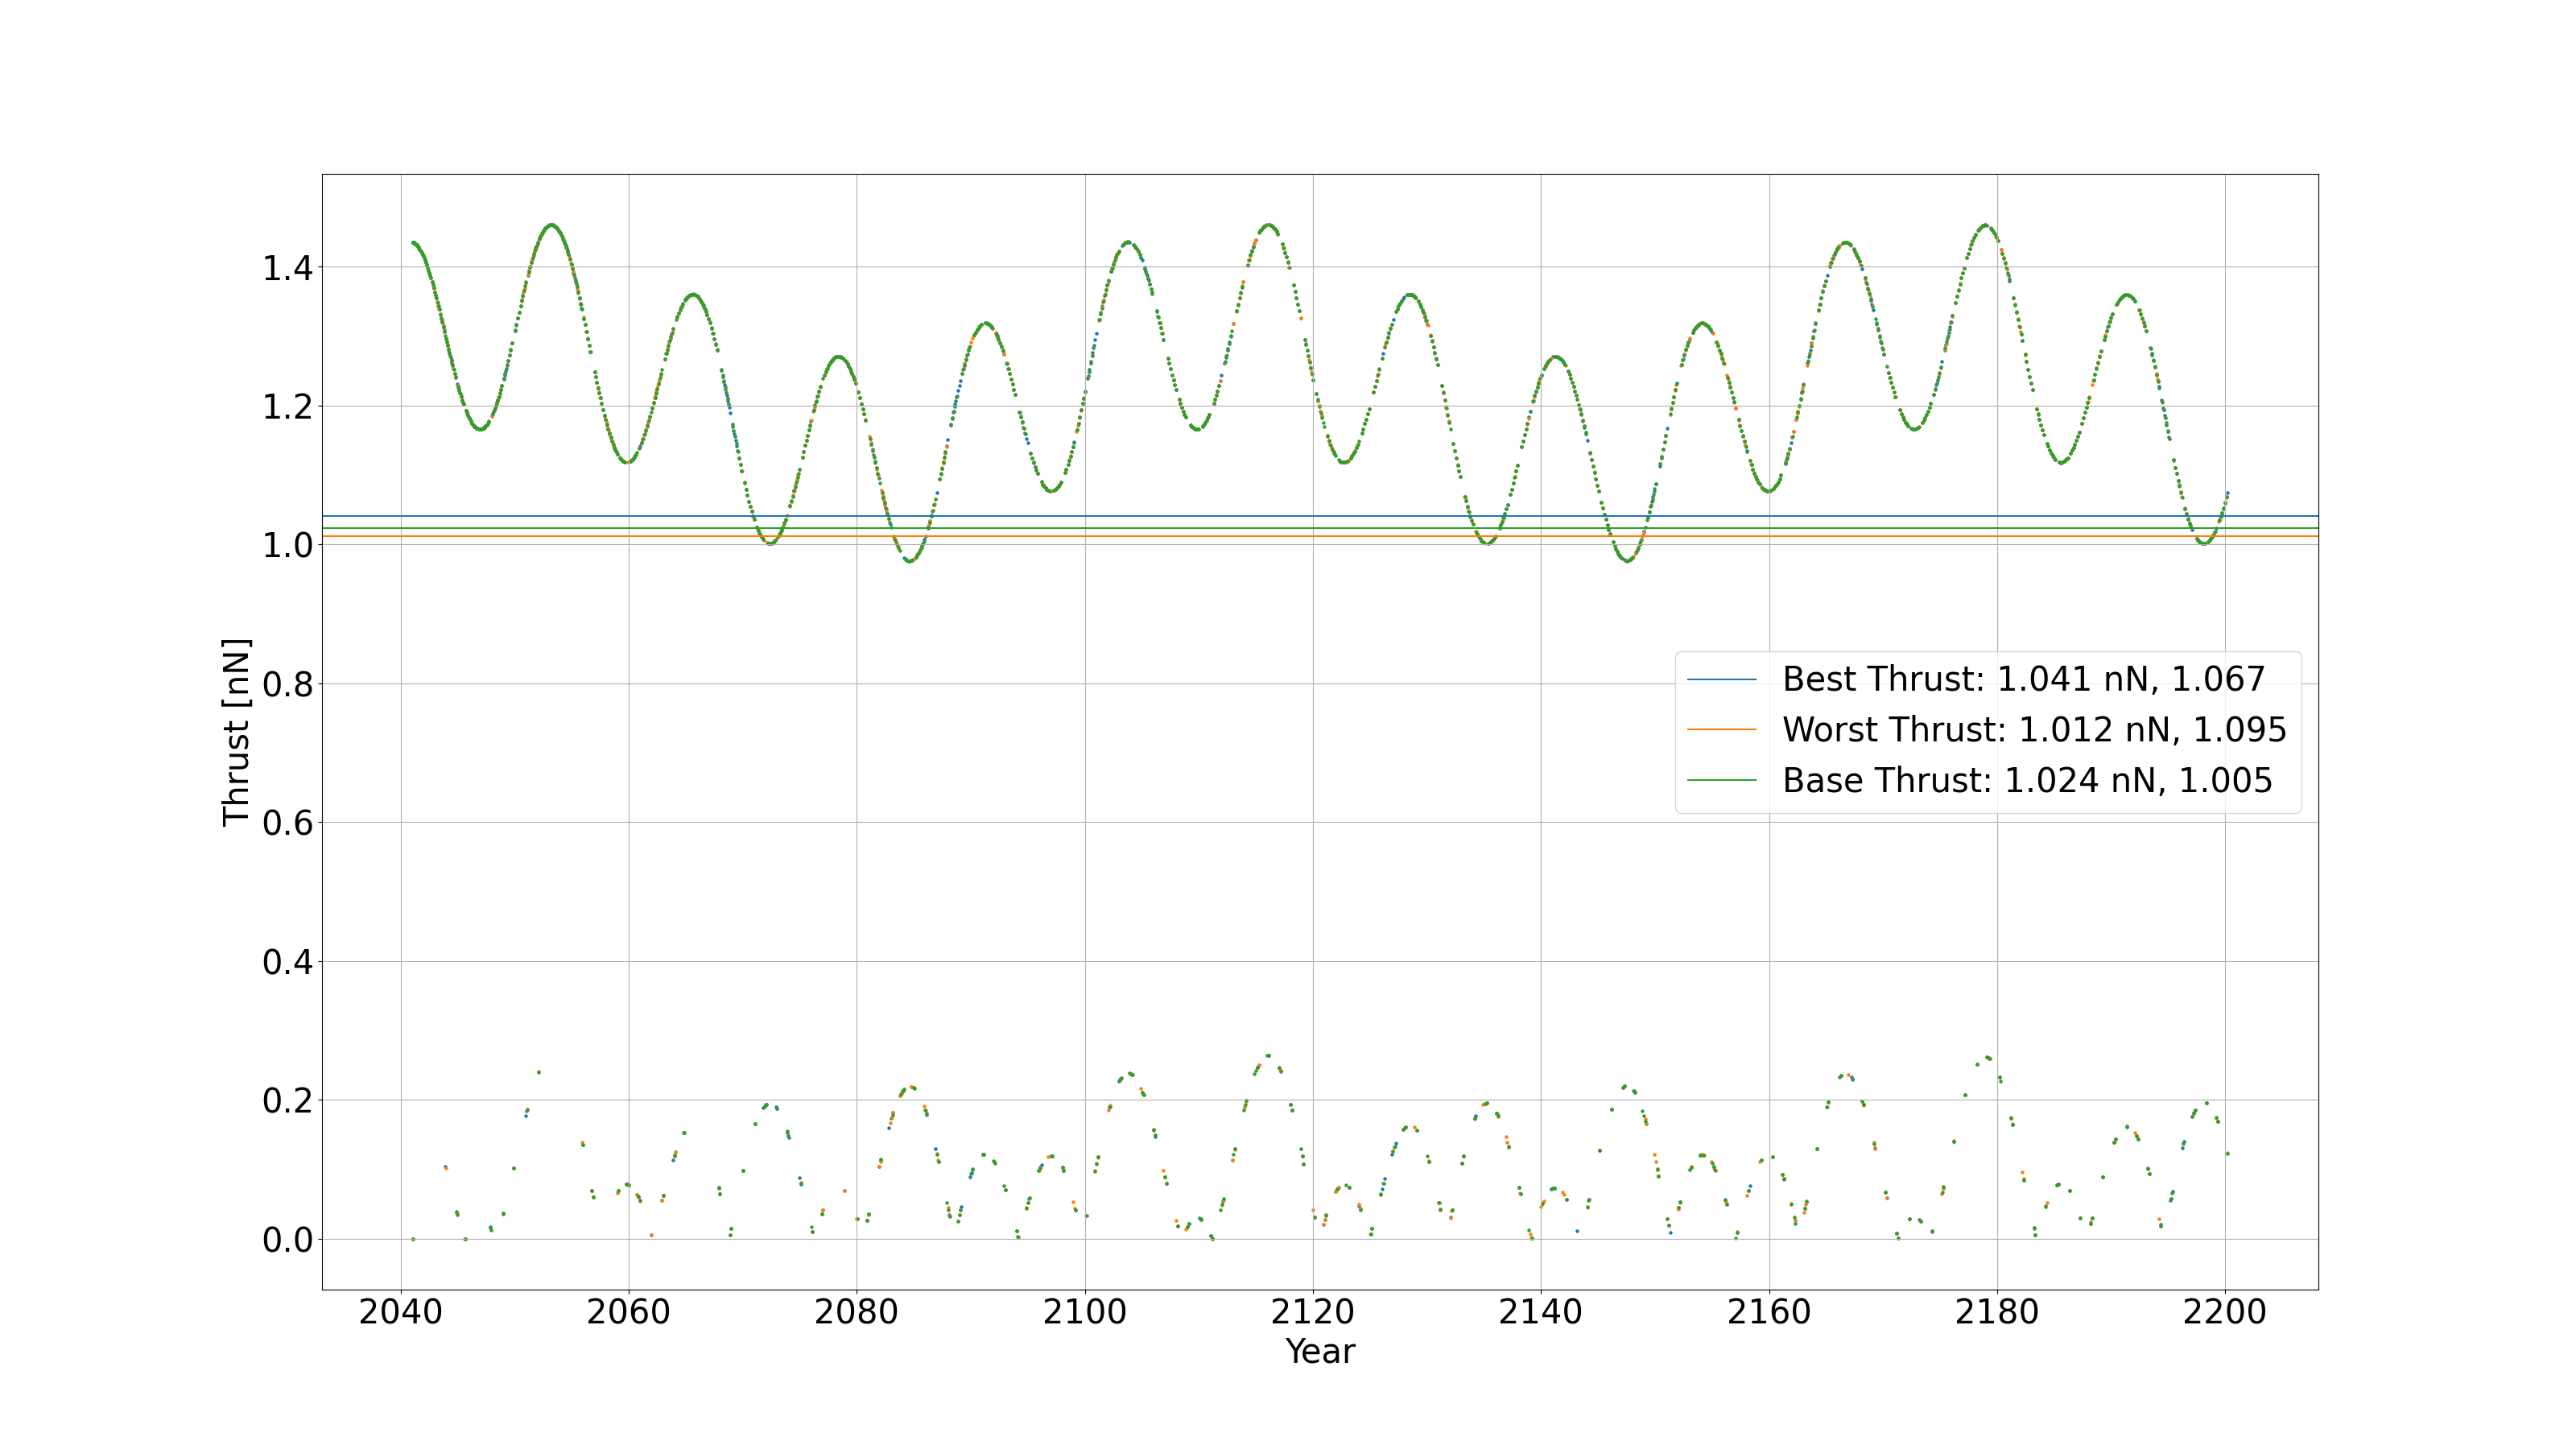 Thrust [nN]
1.4
1.2
1.0
0.8
0.6
0.4
0.2
0.0
Best Thrust: 1.041 nN, 1.067
Worst Thrust: 1.012 nN, 1.095
Base Thrust: 1.024 nN, 1.005
2040 2060 2080 2100 2120 2140 2160 2180 2200
Year